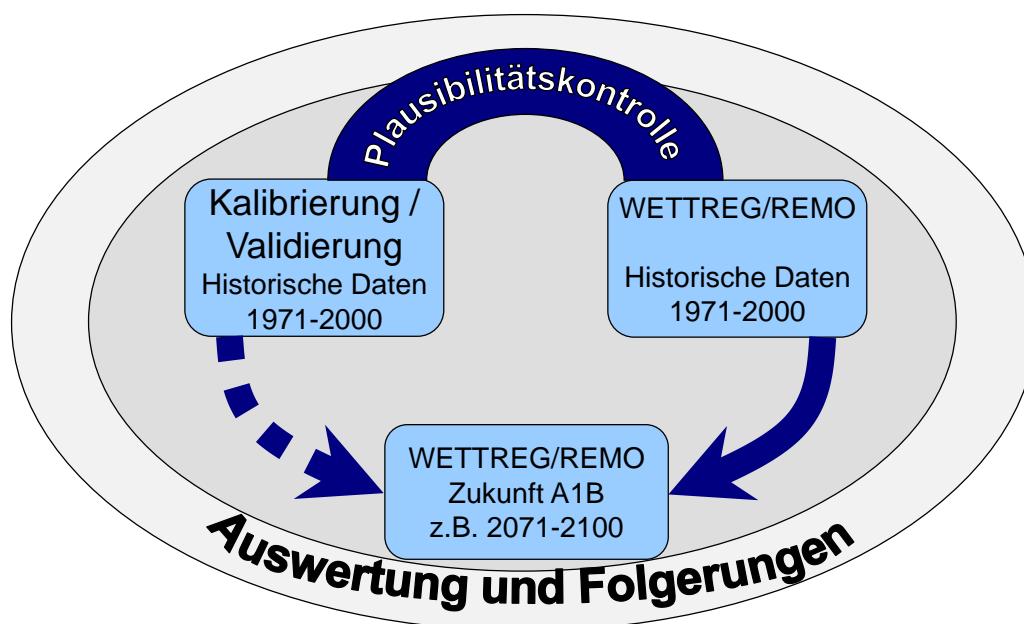 Plausibilitätskontrolle
Kalibrierung /
Validierung
Historische Daten
1971-2000
WETTREG/REMO
Historische Daten
1971-2000
WETTREG/REMO
Zukunft A1B
z.B. 2071-2100
Auswertung und Folgerungen